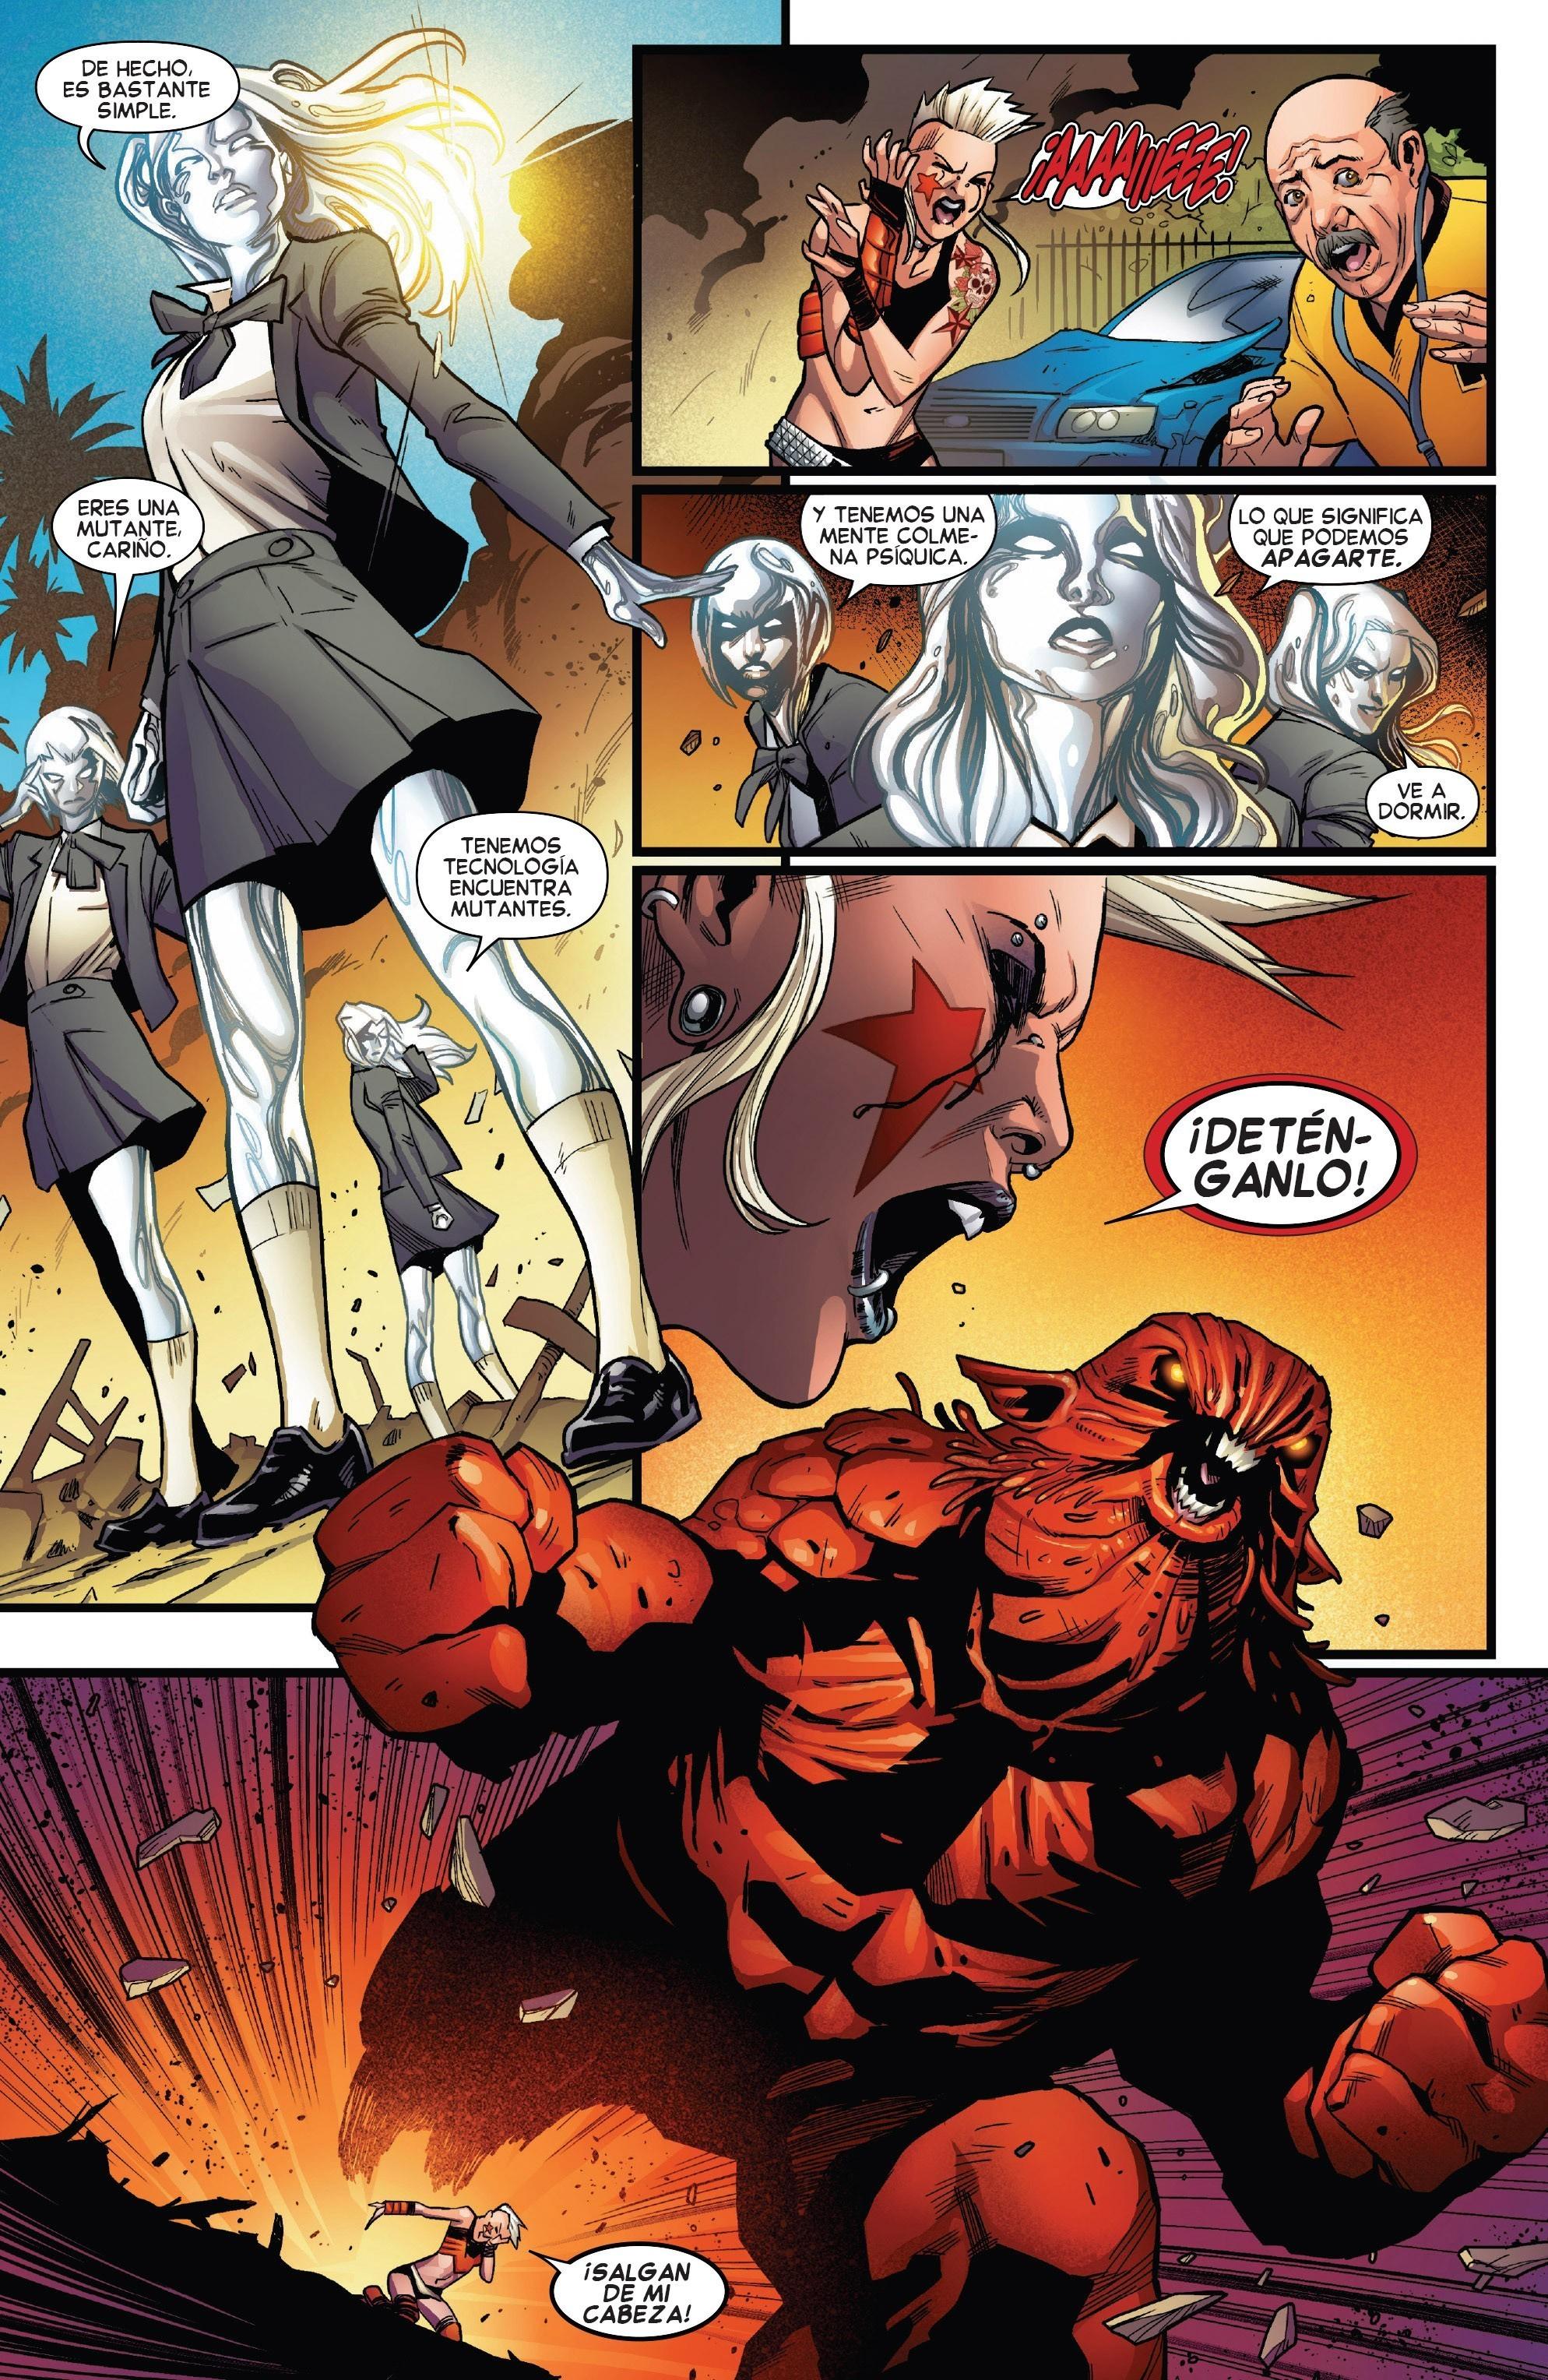 DE HECHO,
ES BASTANTE
SIMPLE.
ERES UNA
MUTANTE,
CARIÑO.
TENEMOS
TECNOLOGÍA
ENCUENTRA
MUTANTES.
¡AAAAIIIEEE!
Y TENEMOS UNA
MENTE COLME-
NA PSÍQUICA.
LO QUE SIGNIFICA
QUE PODEMOS
APAGARTE.
VE A
DORMIR.
¡DETÉN-
GANLO!
¡SALGAN
DE MI
CABEZA!